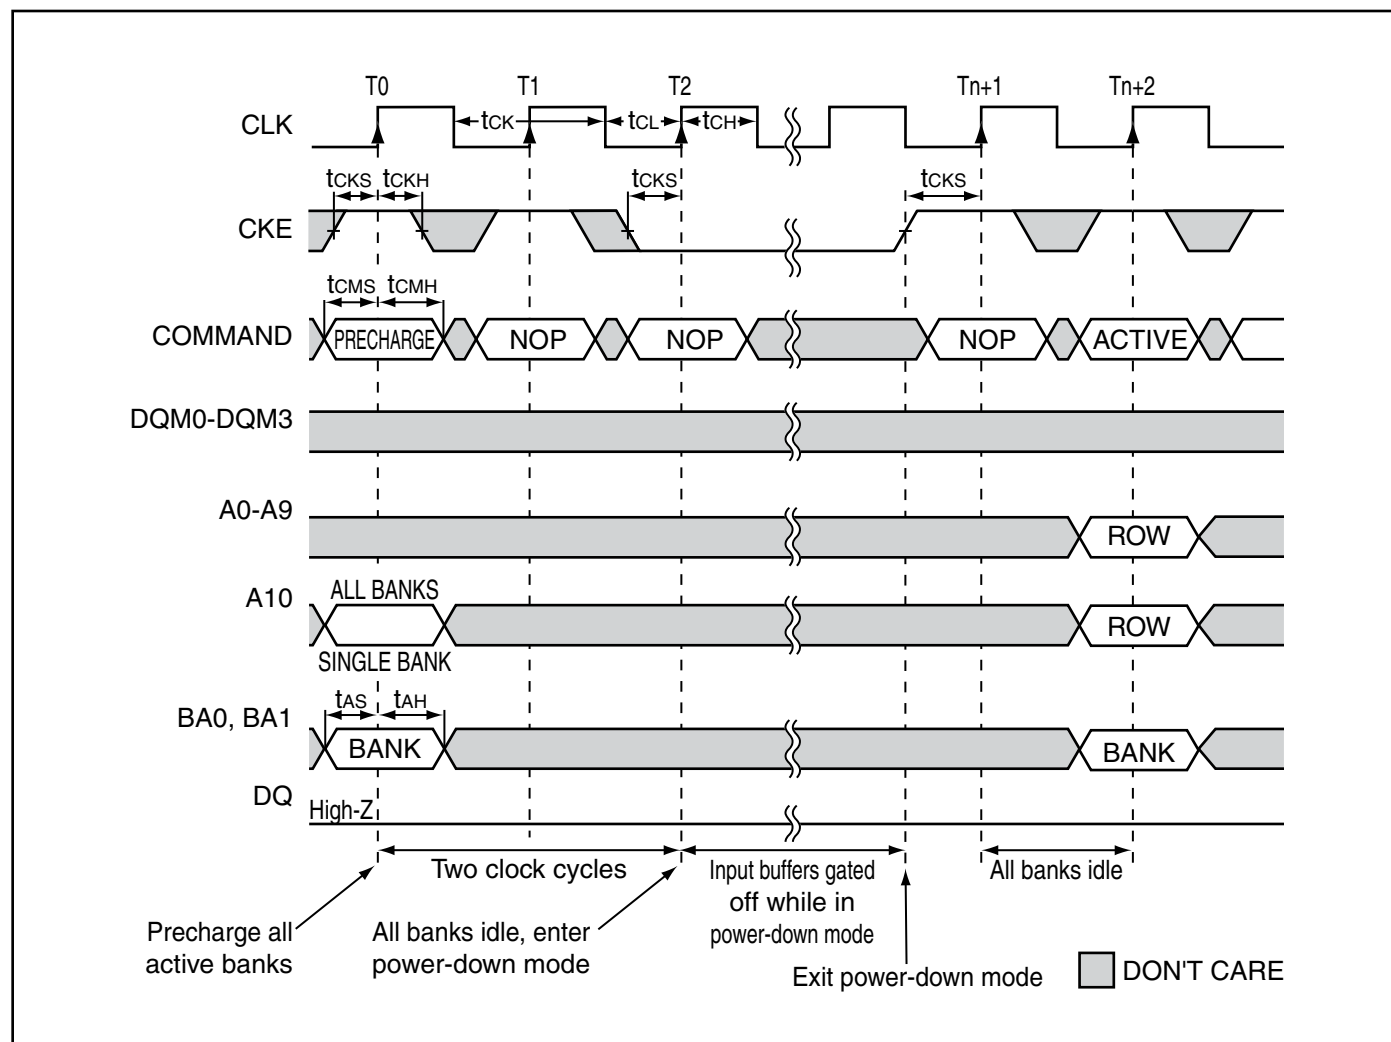 T0 T1 T2 Tn+1 Tn+2
CLK tCK tCL tCH
tCKS tCKH tCKS tCKS
CKE
tCMS tCMH
COMMAND PRECHARGE NOP NOP NOP ACTIVE
DQM0-DQM3
A0-A9 ROW
ALL BANKS
A10 ROW
SINGLE BANK
tAS tAH
BA0, BA1 BANK BANK
DQ High-Z
Two clock cycles
Input buffers gated
off while in
power-down mode
All banks idle
Precharge all
active banks
All banks idle, enter
power-down mode
Exit power-down mode
DON'T CARE